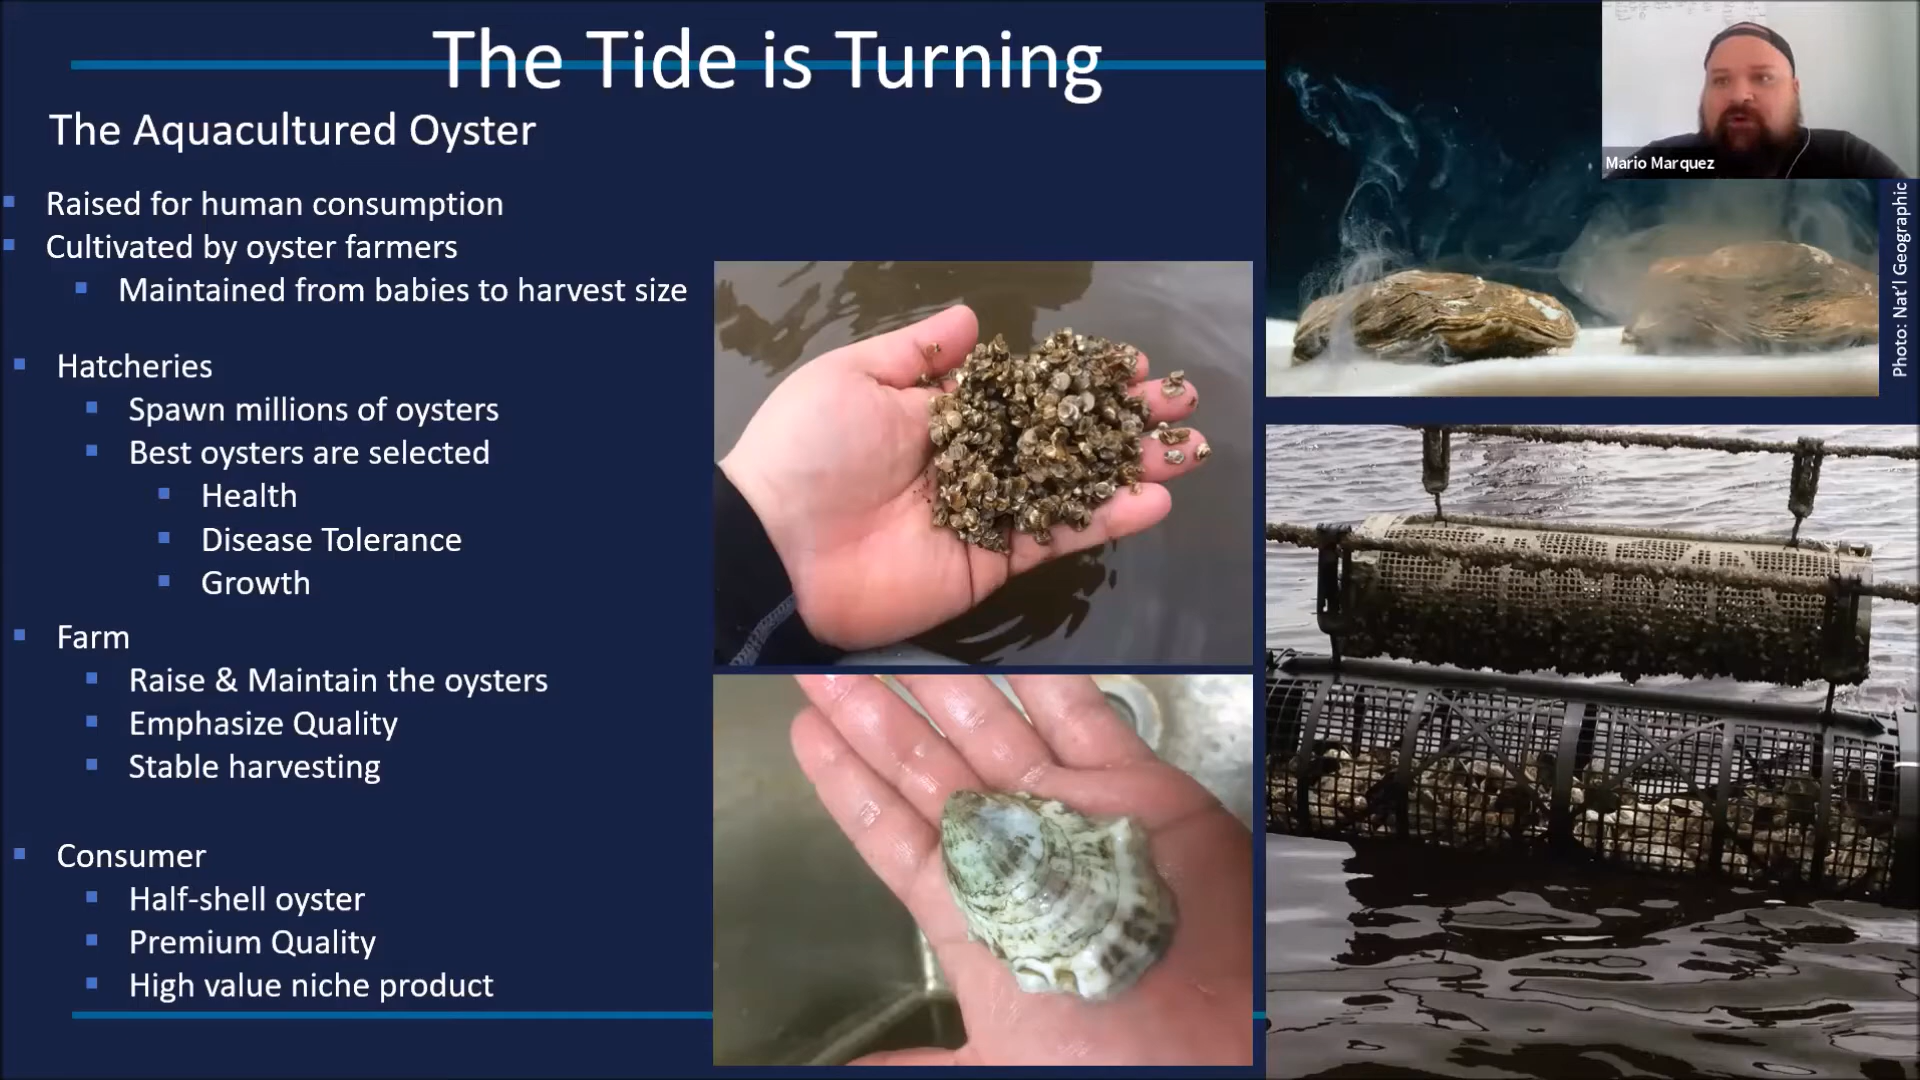 The Tide is Turning
The Aquacultured Oyster
Raised for human consumption
Cultivated by oyster farmers
Maintained from babies to harvest size
Hatcheries
Spawn millions of oysters
Best oysters are selected
Health
Disease Tolerance
Growth
Farm
Raise & Maintain the oysters
Emphasize Quality
Stable harvesting
Consumer
Half-shell oyster
Premium Quality
High value niche product
Mario Marquez
Photo: Nat'l Geographic